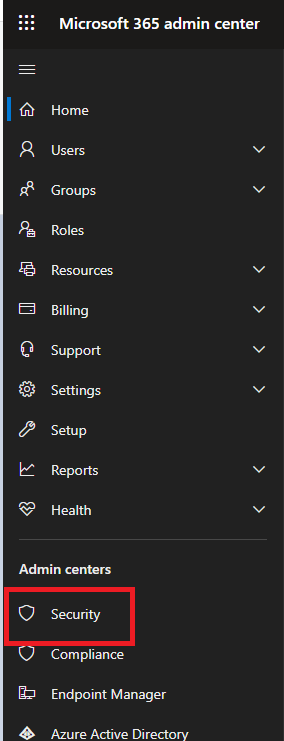 Microsoft 365 admin center
Home
Users
Groups
Roles
Resources
Billing
Support
Settings
Setup
Reports
Health
Admin centers
Security
Compliance
Endpoint Manager
Azure Active Directory